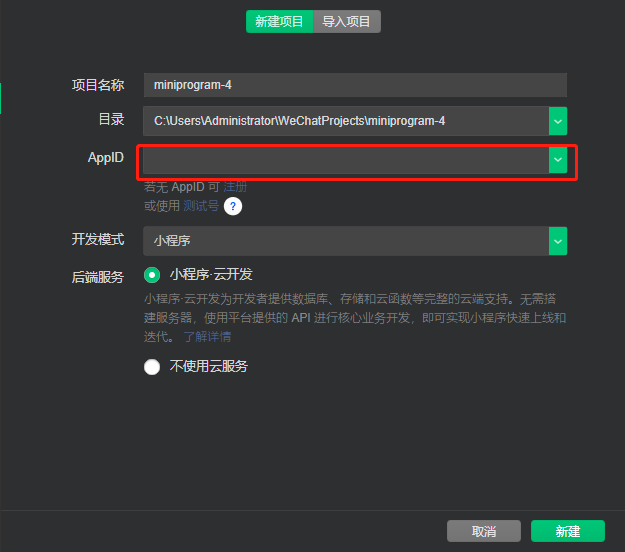 新建项目 导入项目
项目名称 miniprogram-4
目录 C:\Users\Administrator\WeChatProjects\miniprogram-4
AppID
若无 AppID 可 注册
或使用 测试号 ?
开发模式 小程序
后端服务 小程序·云开发
小程序·云开发为开发者提供数据库、存储和云函数等完整的云端支持。无需搭
建服务器，使用平台提供的 API 进行核心业务开发，即可实现小程序快速上线和
迭代。 了解详情
不使用云服务
取消 新建